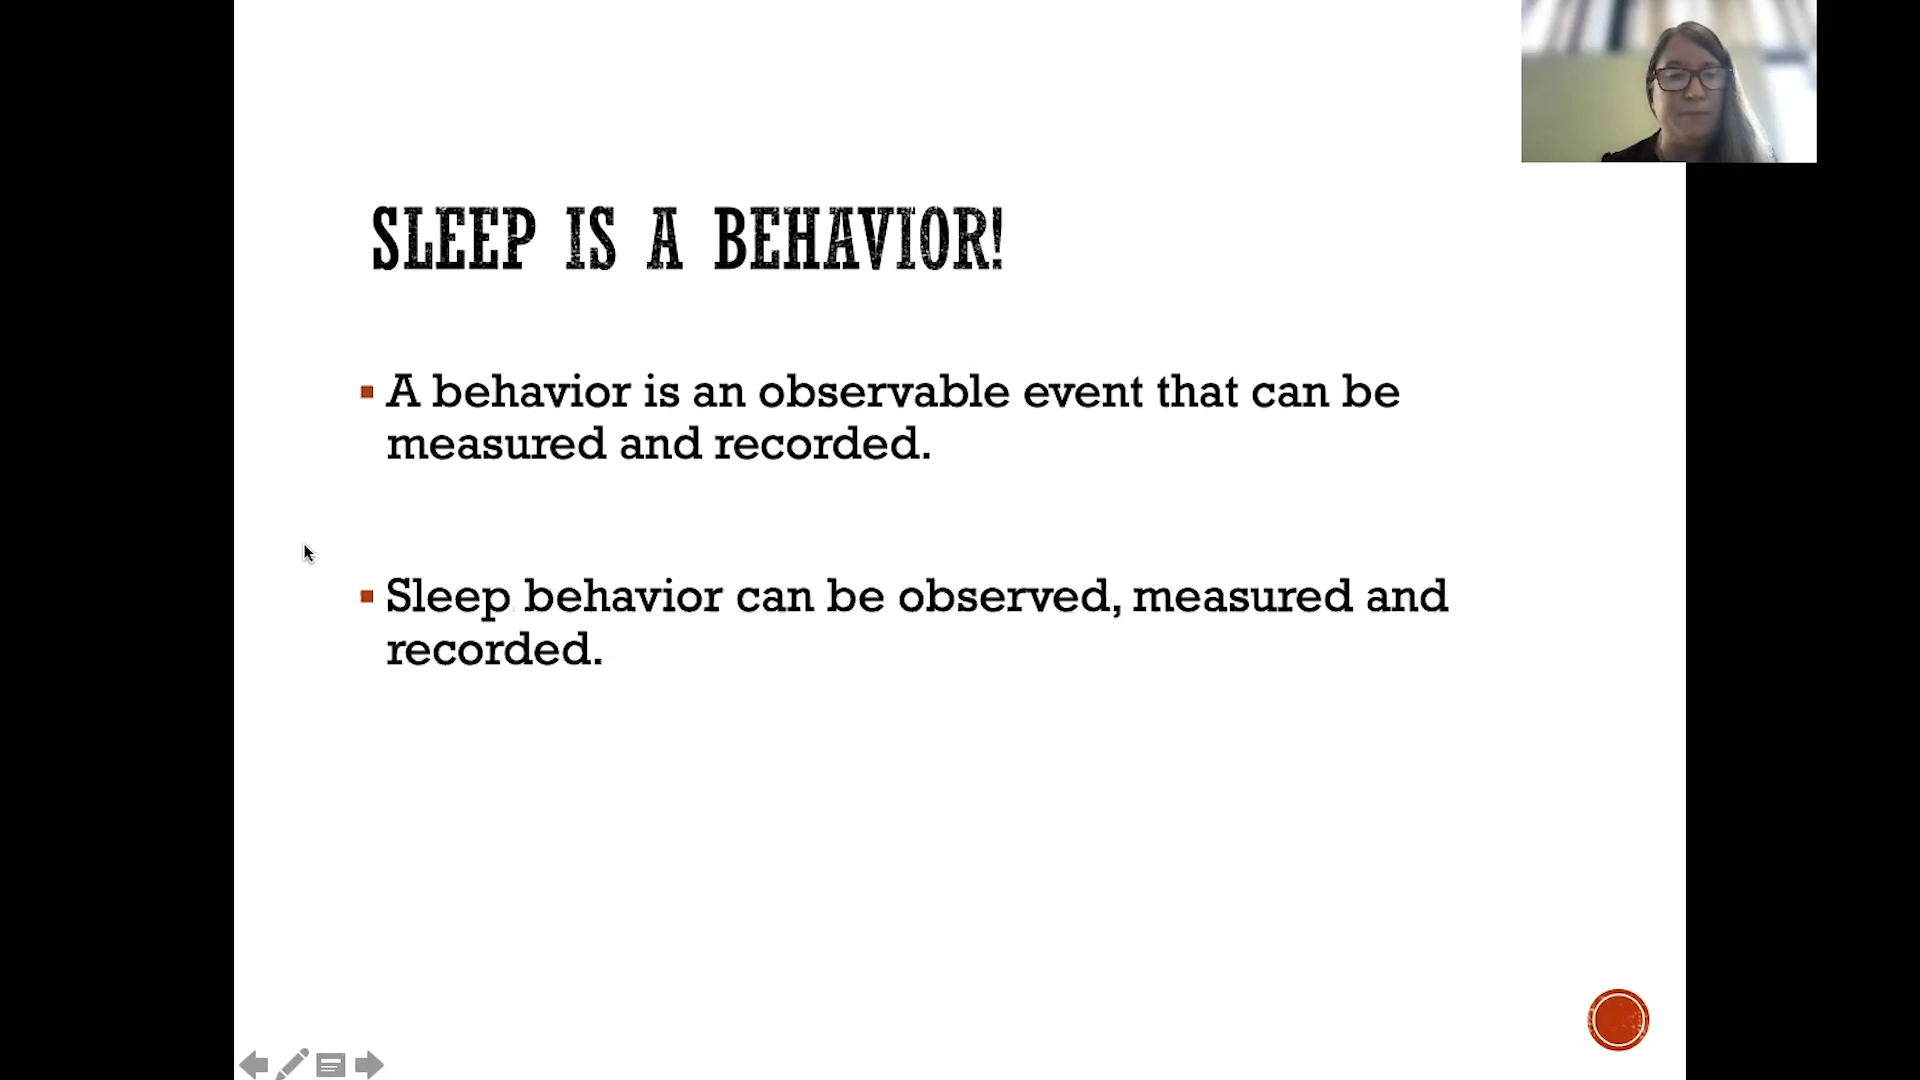 SLEEP IS A BEHAVIOR!
A behavior is an observable event that can be
measured and recorded.
Sleep behavior can be observed, measured and
recorded.